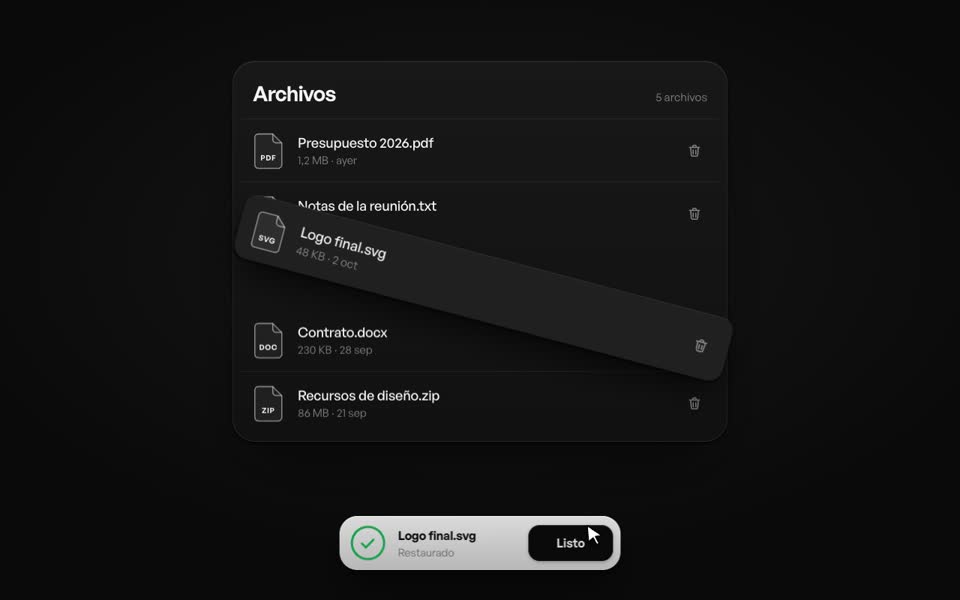 Archivos
5 archivos
PDF
Presupuesto 2026.pdf
1,2 MB · ayer
Notas de la reunión.txt
SVG
Logo final.svg
48 KB · 2 oct
DOC
Contrato.docx
230 KB · 28 sep
ZIP
Recursos de diseño.zip
86 MB · 21 sep
Logo final.svg
Restaurado
Listo